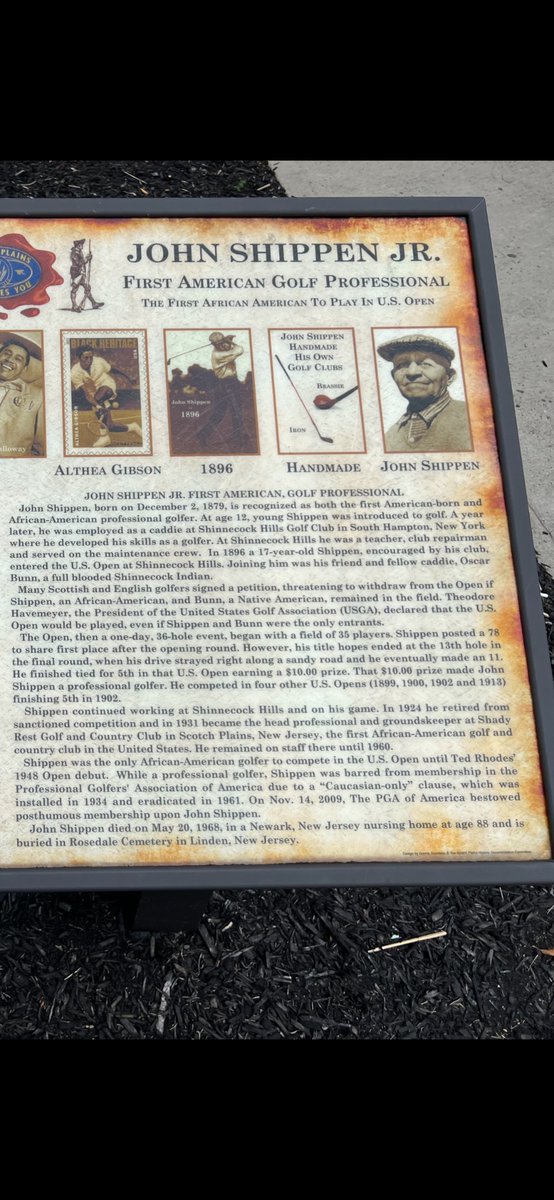 PLAINS
ES YOU
JOHN SHIPPEN JR.
FIRST AMERICAN GOLF PROFESSIONAL
THE FIRST AFRICAN AMERICAN TO PLAY IN U.S. OPEN
lloway
BLACK HERITAGE
USA
ALTHEA GIBSON
John Shippen
1896
JOHN SHIPPEN
HANDMADE
HIS OWN
GOLF CLUBS
BRASSIE
IRON
ALTHEA GIBSON 1896 HANDMADE JOHN SHIPPEN
JOHN SHIPPEN JR. FIRST AMERICAN, GOLF PROFESSIONAL
John Shippen, born on December 2, 1879, is recognized as both the first American-born and
African-American professional golfer. At age 12, young Shippen was introduced to golf. A year
later, he was employed as a caddie at Shinnecock Hills Golf Club in South Hampton, New York
where he developed his skills as a golfer. At Shinnecock Hills he was a teacher, club repairman
and served on the maintenance crew. In 1896 a 17-year-old Shippen, encouraged by his club,
entered the U.S. Open at Shinnecock Hills. Joining him was his friend and fellow caddie, Oscar
Bunn, a full blooded Shinnecock Indian.
Many Scottish and English golfers signed a petition, threatening to withdraw from the Open if
Shippen, an African-American, and Bunn, a Native American, remained in the field. Theodore
Havemeyer, the President of the United States Golf Association (USGA), declared that the U.S.
Open would be played, even if Shippen and Bunn were the only entrants.
The Open, then a one-day, 36-hole event, began with a field of 35 players. Shippen posted a 78
to share first place after the opening round. However, his title hopes ended at the 13th hole in
the final round, when his drive strayed right along a sandy road and he eventually made an 11.
He finished tied for 5th in that U.S. Open earning a $10.00 prize. That $10.00 prize made John
Shippen a professional golfer. He competed in four other U.S. Opens (1899, 1900, 1902 and 1913)
finishing 5th in 1902.
Shippen continued working at Shinnecock Hills and on his game. In 1924 he retired from
sanctioned competition and in 1931 became the head professional and groundskeeper at Shady
Rest Golf and Country Club in Scotch Plains, New Jersey, the first African-American golf and
country club in the United States. He remained on staff there until 1960.
Shippen was the only African-American golfer to compete in the U.S. Open until Ted Rhodes'
1948 Open debut. While a professional golfer, Shippen was barred from membership in the
Professional Golfers' Association of America due to a "Caucasian-only" clause, which was
installed in 1934 and eradicated in 1961. On Nov. 14, 2009, The PGA of America bestowed
posthumous membership upon John Shippen.
John Shippen died on May 20, 1968, in a Newark, New Jersey nursing home at age 88 and is
buried in Rosedale Cemetery in Linden, New Jersey.